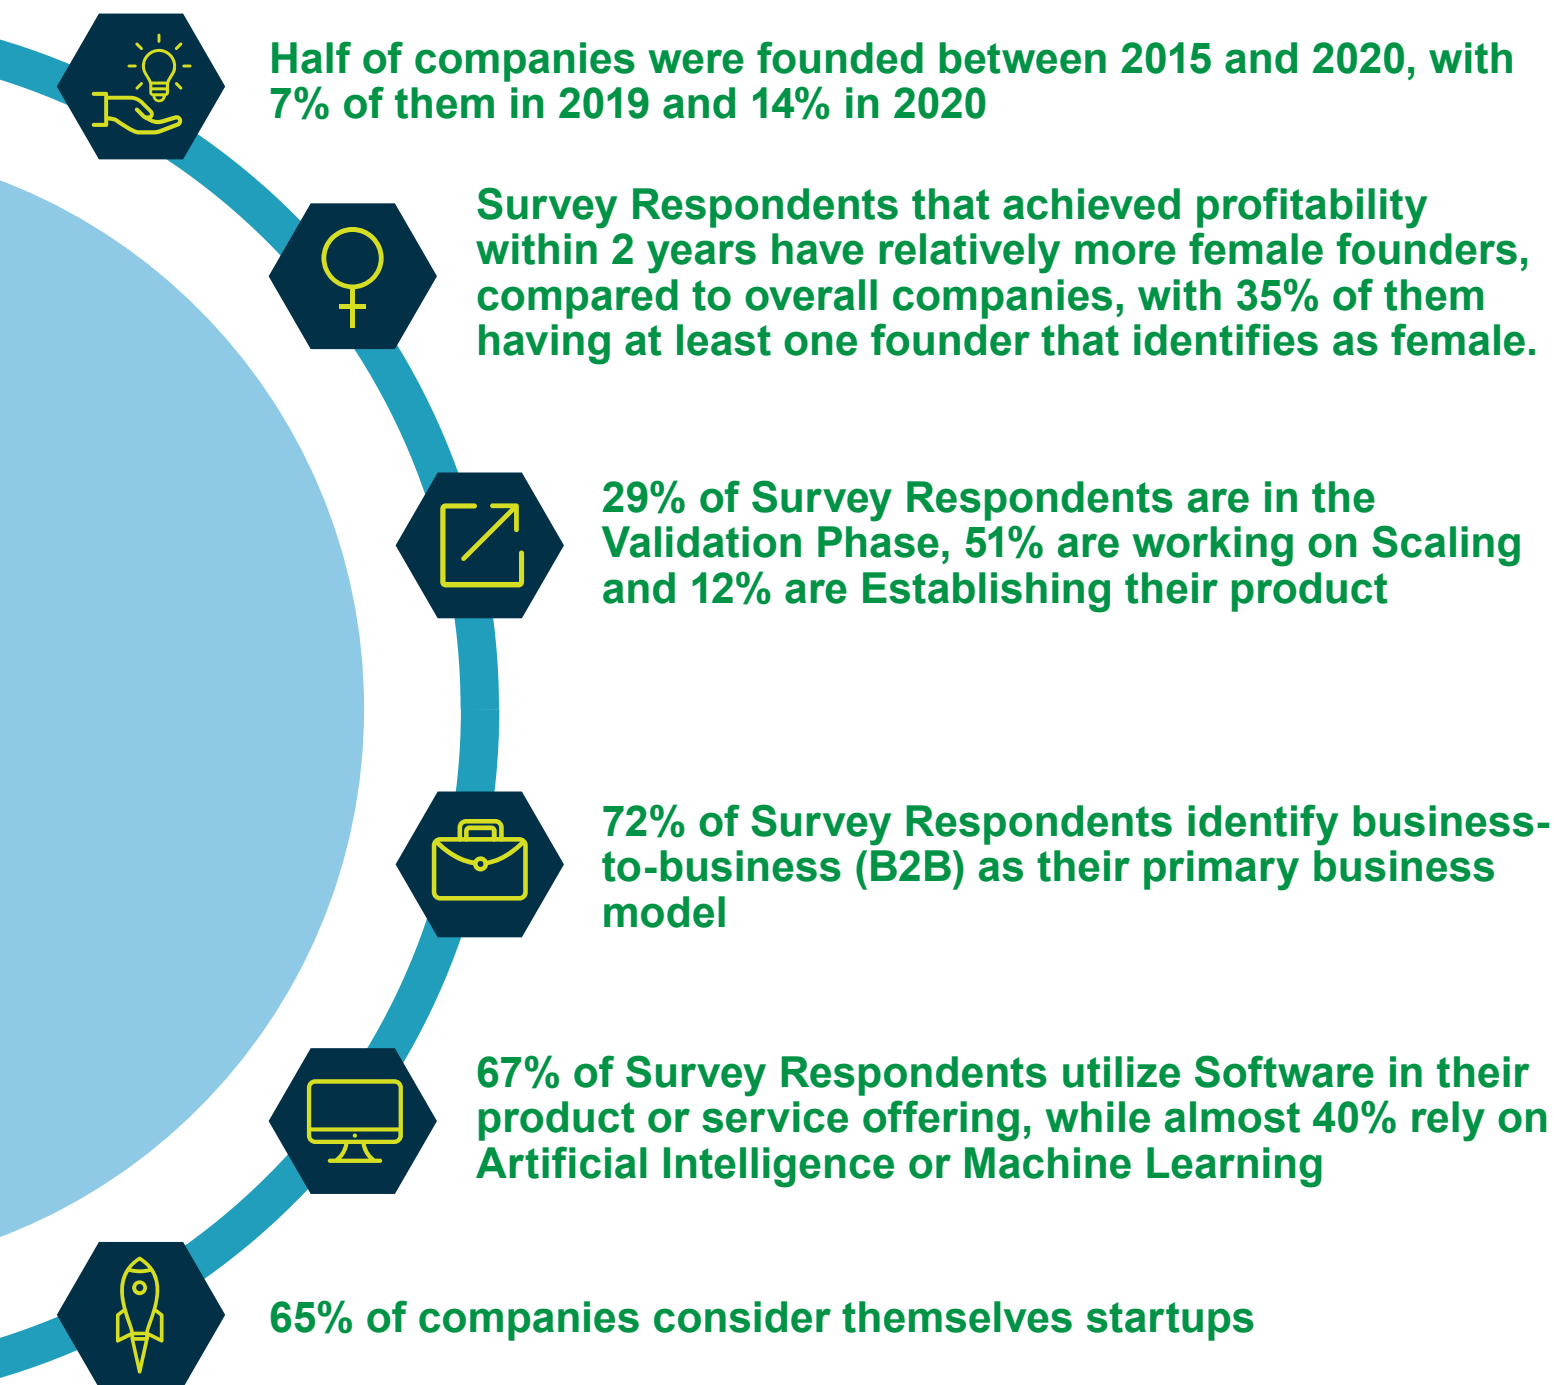 Half of companies were founded between 2015 and 2020, with
7% of them in 2019 and 14% in 2020
Survey Respondents that achieved profitability
within 2 years have relatively more female founders,
compared to overall companies, with 35% of them
having at least one founder that identifies as female.
29% of Survey Respondents are in the
Validation Phase, 51% are working on Scaling
and 12% are Establishing their product
72% of Survey Respondents identify business-
to-business (B2B) as their primary business
model
67% of Survey Respondents utilize Software in their
product or service offering, while almost 40% rely on
Artificial Intelligence or Machine Learning
65% of companies consider themselves startups